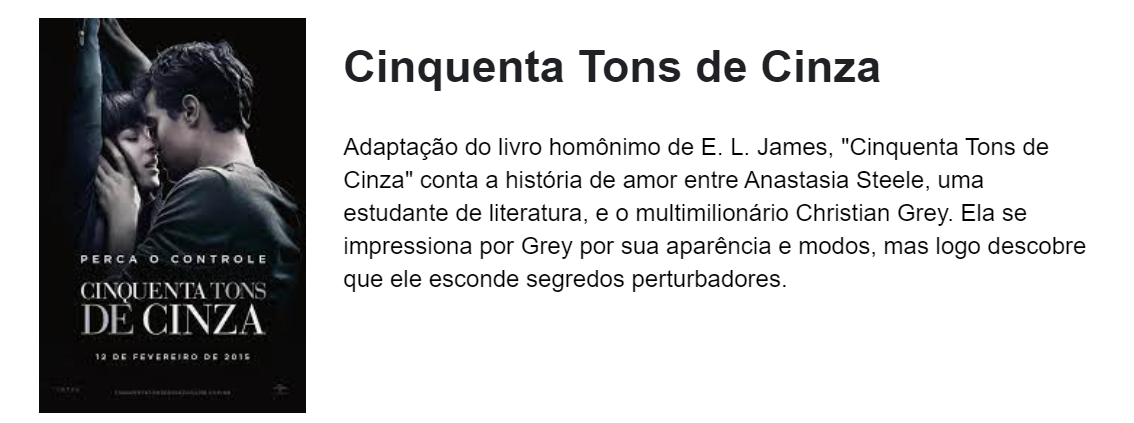 Cinquenta Tons de Cinza
Adaptação do livro homônimo de E. L. James, "Cinquenta Tons de
Cinza" conta a história de amor entre Anastasia Steele, uma
estudante de literatura, e o multimilionário Christian Grey. Ela se
impressiona por Grey por sua aparência e modos, mas logo descobre
que ele esconde segredos perturbadores.
PERCA O CONTROLE
CINQUENTA TONS
DE CINZA
12 DE FEVEREIRO DE 2015